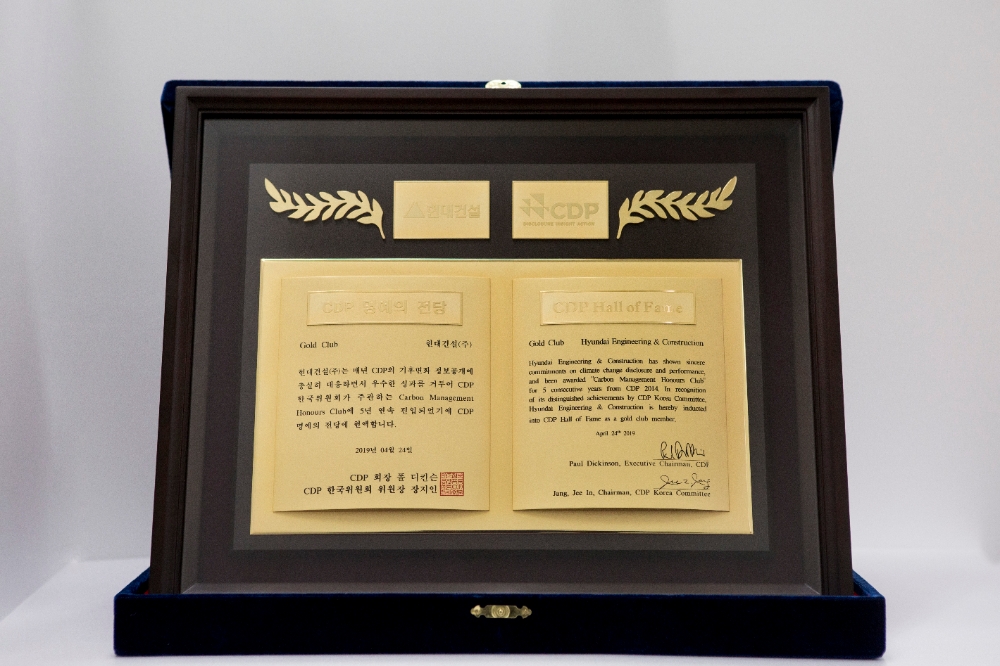 현대건설
CDP
CDP 명예의 전당
Gold Club 현대건설(주)
현대건설(주)는 매년 CDP의 기후변화 정보공개에
충실히 대응하면서 우수한 성과를 거두어 CDP
한국위원회가 주관하는 Carbon Management
Honours Club에 5년 연속 편입되었기에 CDP
명예의 전당에 헌액합니다.
2019년 04월 24일
CDP 회장 폴 디킨슨
CDP 한국위원회 위원장 장지인
CDP Hall of Fame
Gold Club Hyundai Engineering & Construction
Hyundai Engineering & Construction has shown sincere
commitments on climate change disclosure and performance,
and been awarded "Carbon Management Honours Club"
for 5 consecutive years from CDP 2014. In recognition
of its distinguished achievements by CDP Korea Committee,
Hyundai Engineering & Construction is hereby inducted
into CDP Hall of Fame as a gold club member.
April 24th 2019
Paul Dickinson, Executive Chairman, CDP
Jang, Jee In, Chairman, CDP Korea Committee